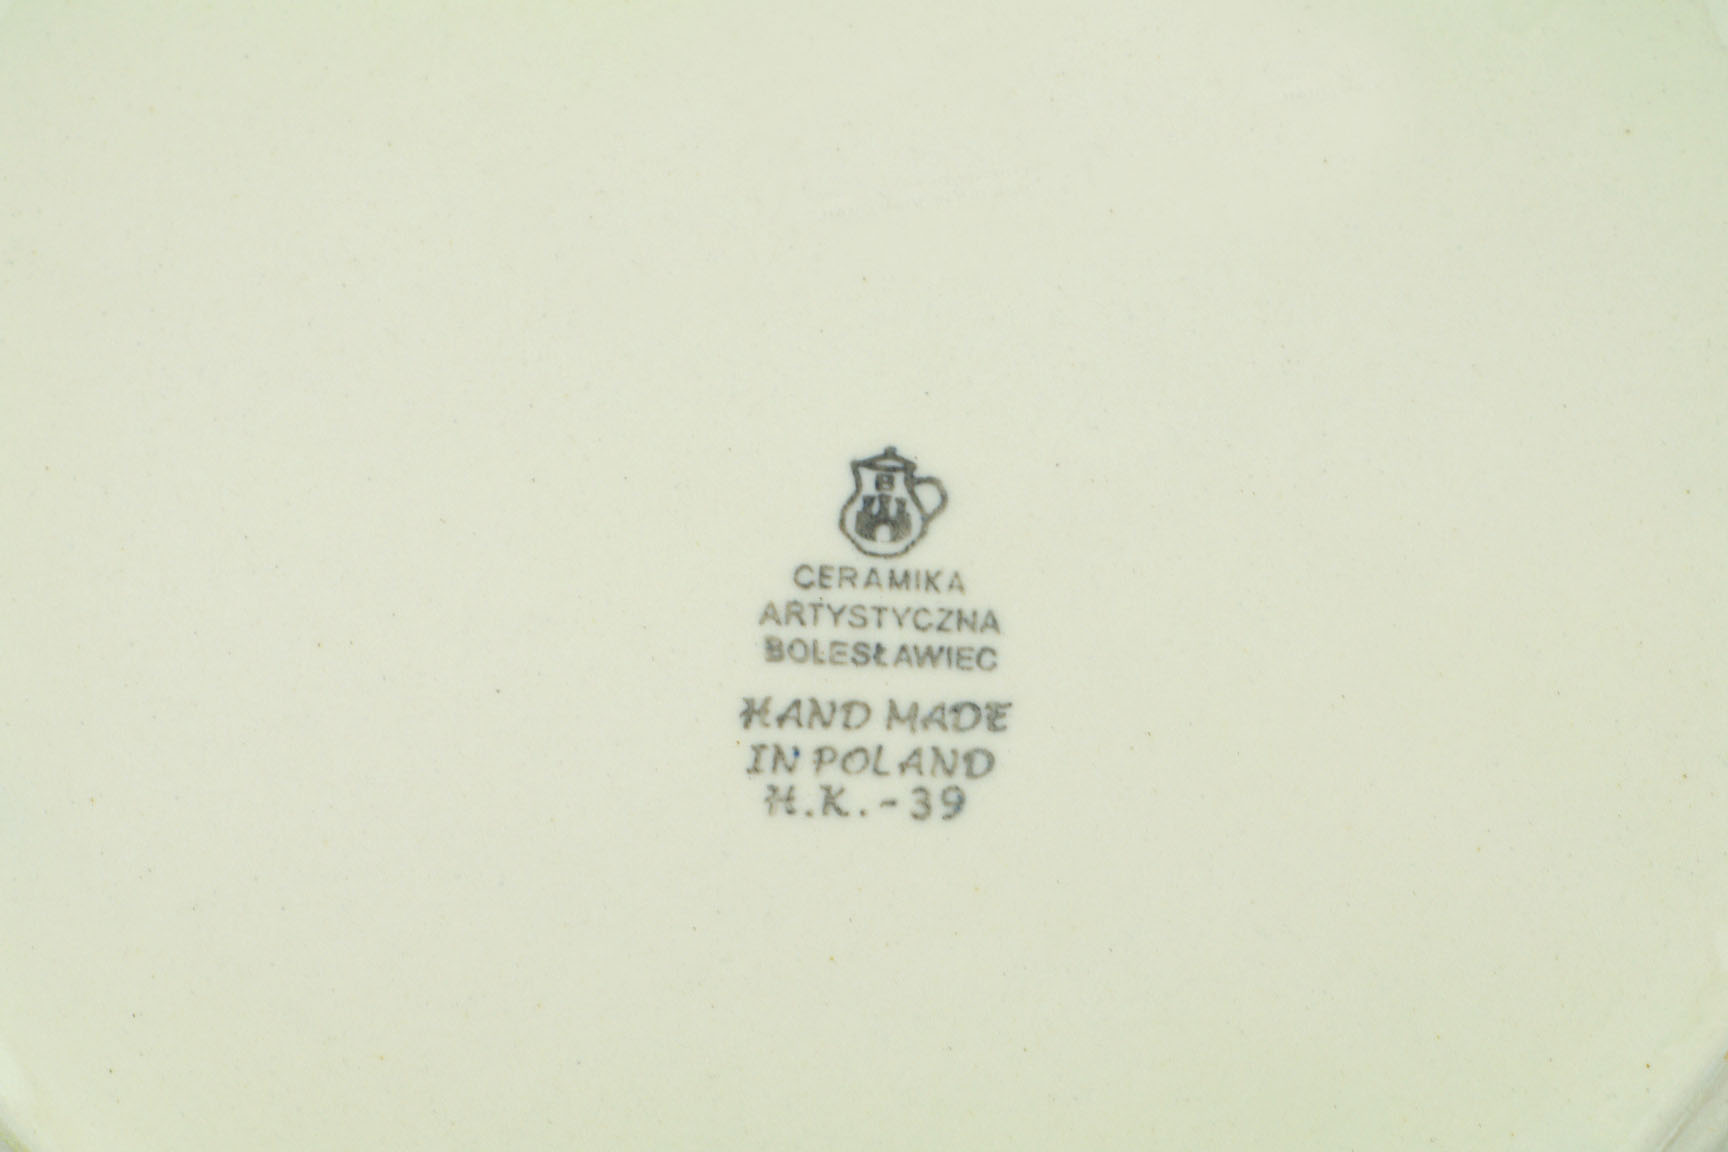 B
CERAMIKA
ARTYSTYCZNA
BOLESŁAWIEC
HAND MADE
IN POLAND
H.K.-39